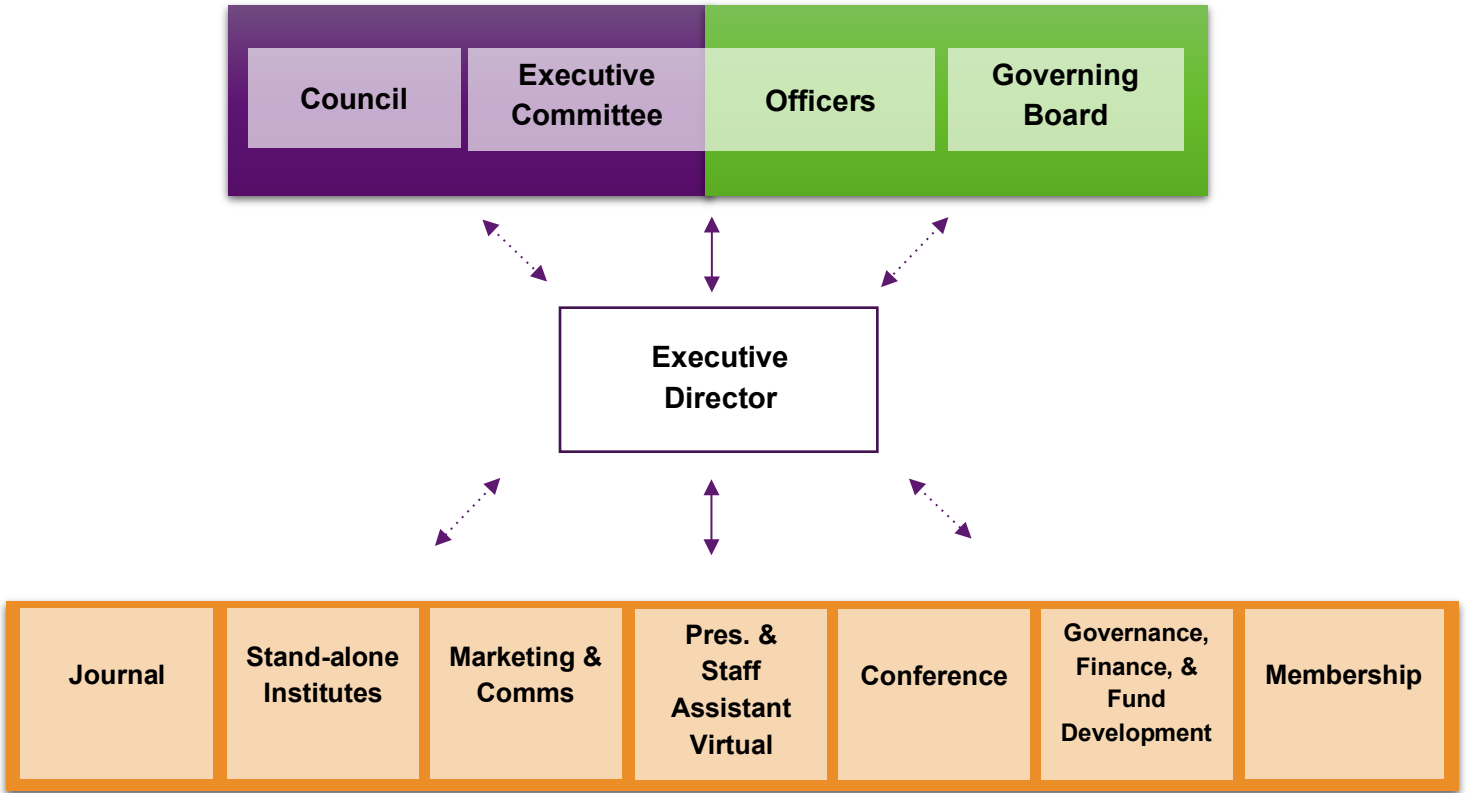 Council
Executive
Committee
Officers
Governing
Board
Executive
Director
Journal
Stand-alone
Institutes
Marketing &
Comms
Pres. &
Staff
Assistant
Virtual
Conference
Governance,
Finance, &
Fund
Development
Membership